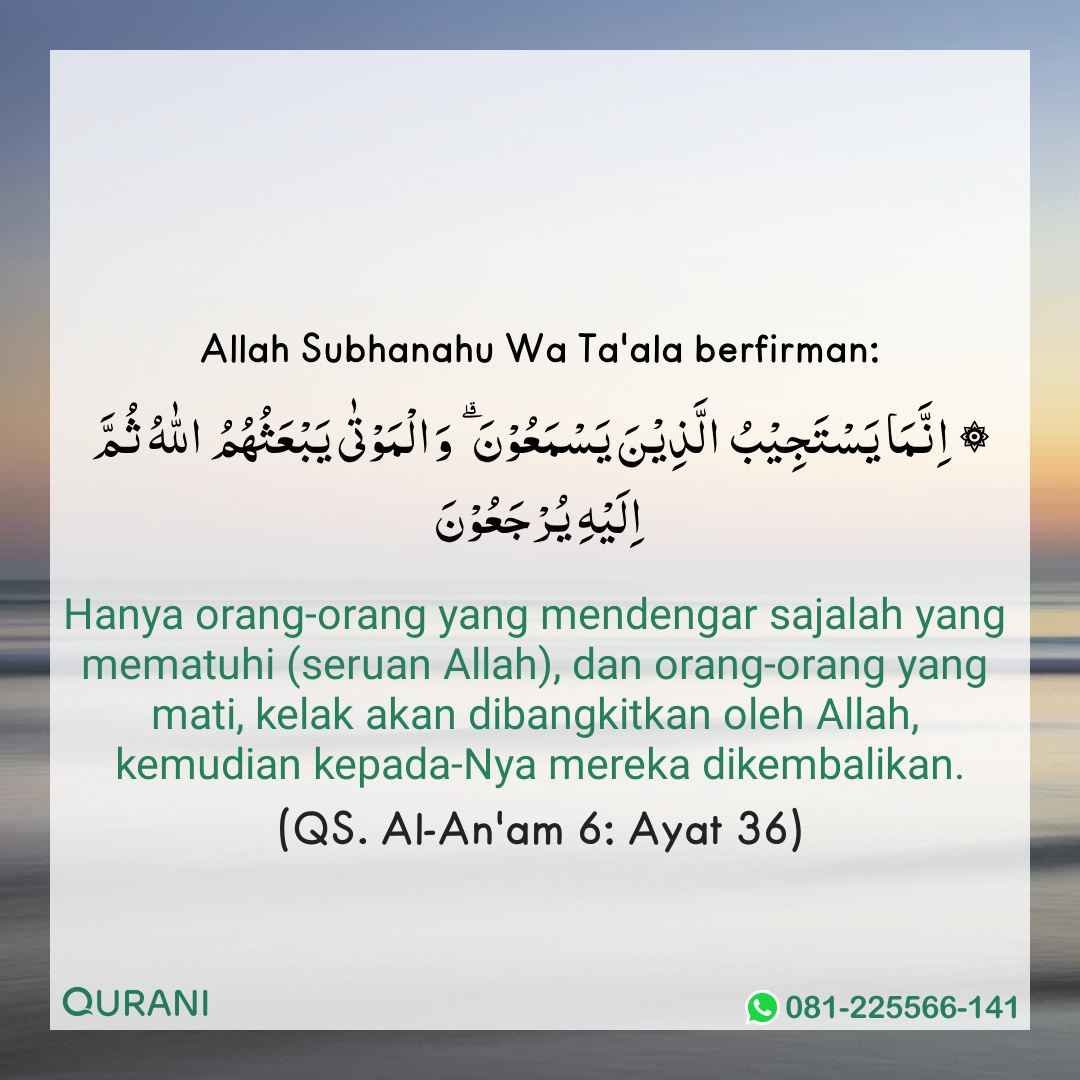 Allah Subhanahu Wa Ta'ala berfirman:
۞ اِنَّمَا يَسْتَجِيْبُ الَّذِيْنَ يَسْمَعُوْنَ ۗ وَالْمَوْتٰى يَبْعَثُهُمُ اللّٰهُ ثُمَّ
اِلَيْهِ يُرْجَعُوْنَ
Hanya orang-orang yang mendengar sajalah yang
mematuhi (seruan Allah), dan orang-orang yang
mati, kelak akan dibangkitkan oleh Allah,
kemudian kepada-Nya mereka dikembalikan.
(QS. Al-An'am 6: Ayat 36)
QURANI
081-225566-141